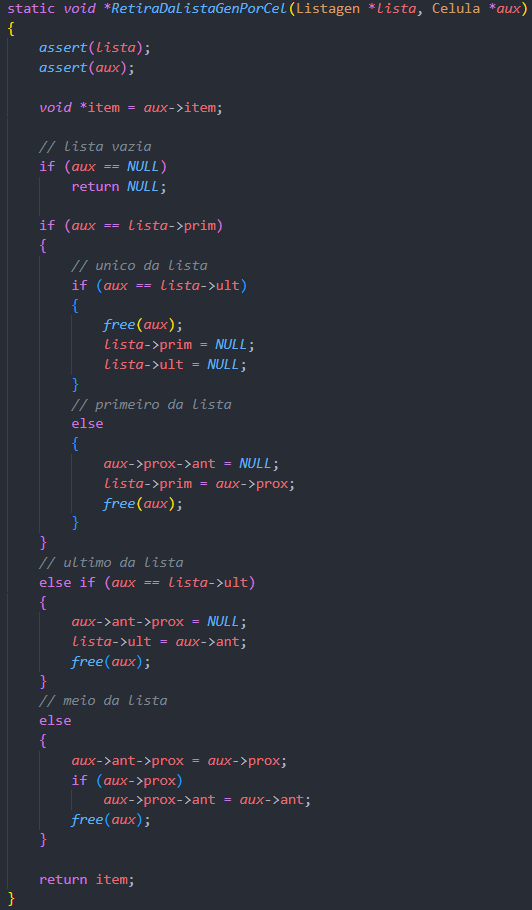 static void *RetiraDaListaGenPorCel(Listagen *lista, Celula *aux)
{
    assert(lista);
    assert(aux);

    void *item = aux->item;

    // lista vazia
    if (aux == NULL)
        return NULL;

    if (aux == lista->prim)
    {
        // unico da lista
        if (aux == lista->ult)
        {
            free(aux);
            lista->prim = NULL;
            lista->ult = NULL;
        }
        // primeiro da lista
        else
        {
            aux->prox->ant = NULL;
            lista->prim = aux->prox;
            free(aux);
        }
    }
    // ultimo da lista
    else if (aux == lista->ult)
    {
        aux->ant->prox = NULL;
        lista->ult = aux->ant;
        free(aux);
    }
    // meio da lista
    else
    {
        aux->ant->prox = aux->prox;
        if (aux->prox)
            aux->prox->ant = aux->ant;
        free(aux);
    }

    return item;
}